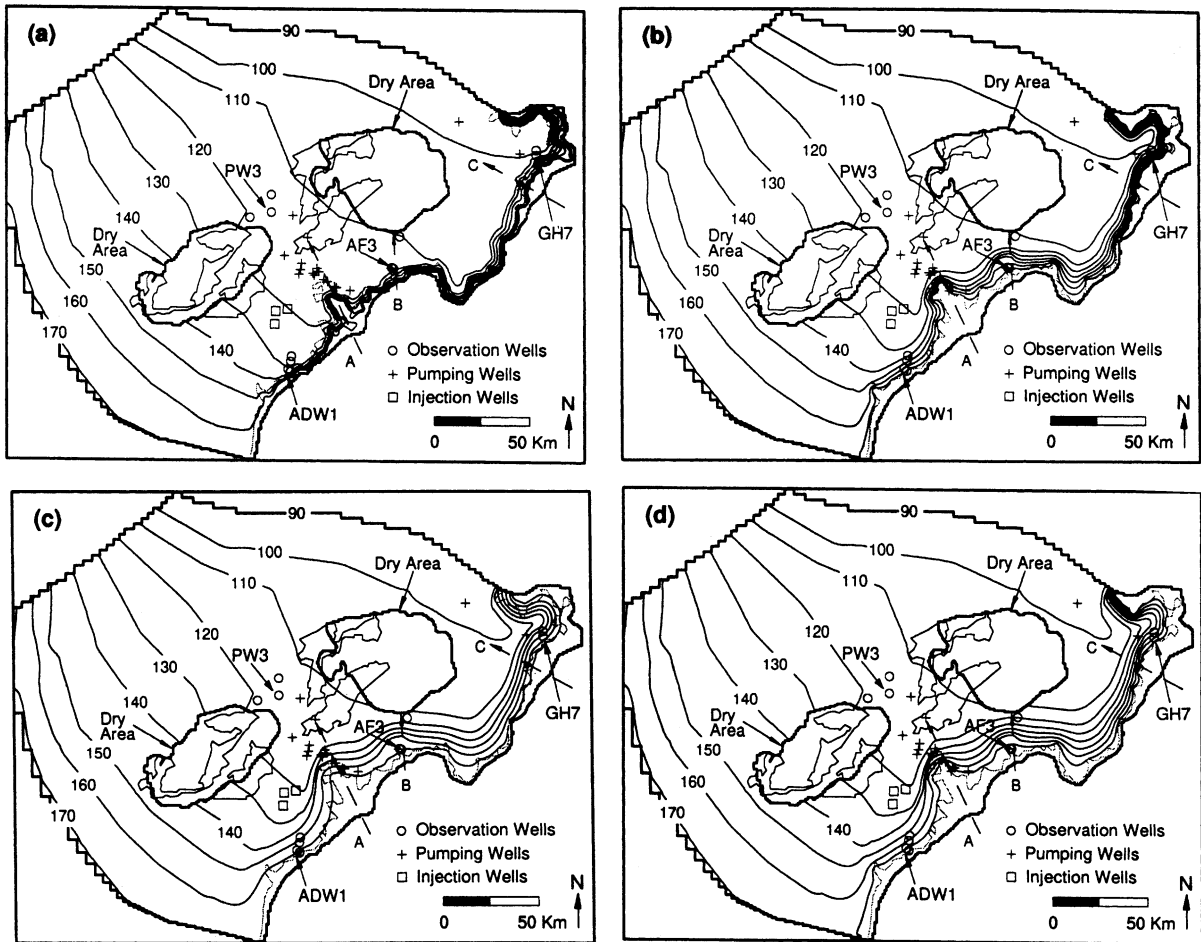 (a)
90
100
Dry Area
110
C
120
PW3
130
GH7
140
Dry
Area
AF3
150
B
160
170
140
A
ADW1
○ Observation Wells
+ Pumping Wells
□ Injection Wells
N
0 50 Km
(b)
90
100
Dry Area
110
C
120
PW3
130
GH7
140
Dry
Area
AF3
150
B
160
170
140
A
ADW1
○ Observation Wells
+ Pumping Wells
□ Injection Wells
N
0 50 Km
(c)
90
100
Dry Area
110
C
120
PW3
130
GH7
140
Dry
Area
AF3
150
B
160
170
140
A
ADW1
○ Observation Wells
+ Pumping Wells
□ Injection Wells
N
0 50 Km
(d)
90
100
Dry Area
110
C
120
PW3
130
GH7
140
Dry
Area
AF3
150
B
160
170
140
A
ADW1
○ Observation Wells
+ Pumping Wells
□ Injection Wells
N
0 50 Km